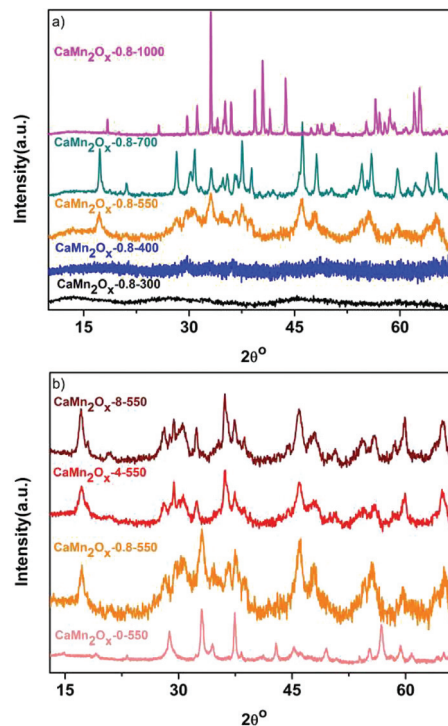 a)
CaMn₂Oₓ-0.8-1000
CaMn₂Oₓ-0.8-700
CaMn₂Oₓ-0.8-550
CaMn₂Oₓ-0.8-400
CaMn₂Oₓ-0.8-300
Intensity(a.u.)
15 30 45 60
2θ°
b)
CaMn₂Oₓ-8-550
CaMn₂Oₓ-4-550
CaMn₂Oₓ-0.8-550
CaMn₂Oₓ-0-550
Intensity(a.u.)
15 30 45 60
2θ°